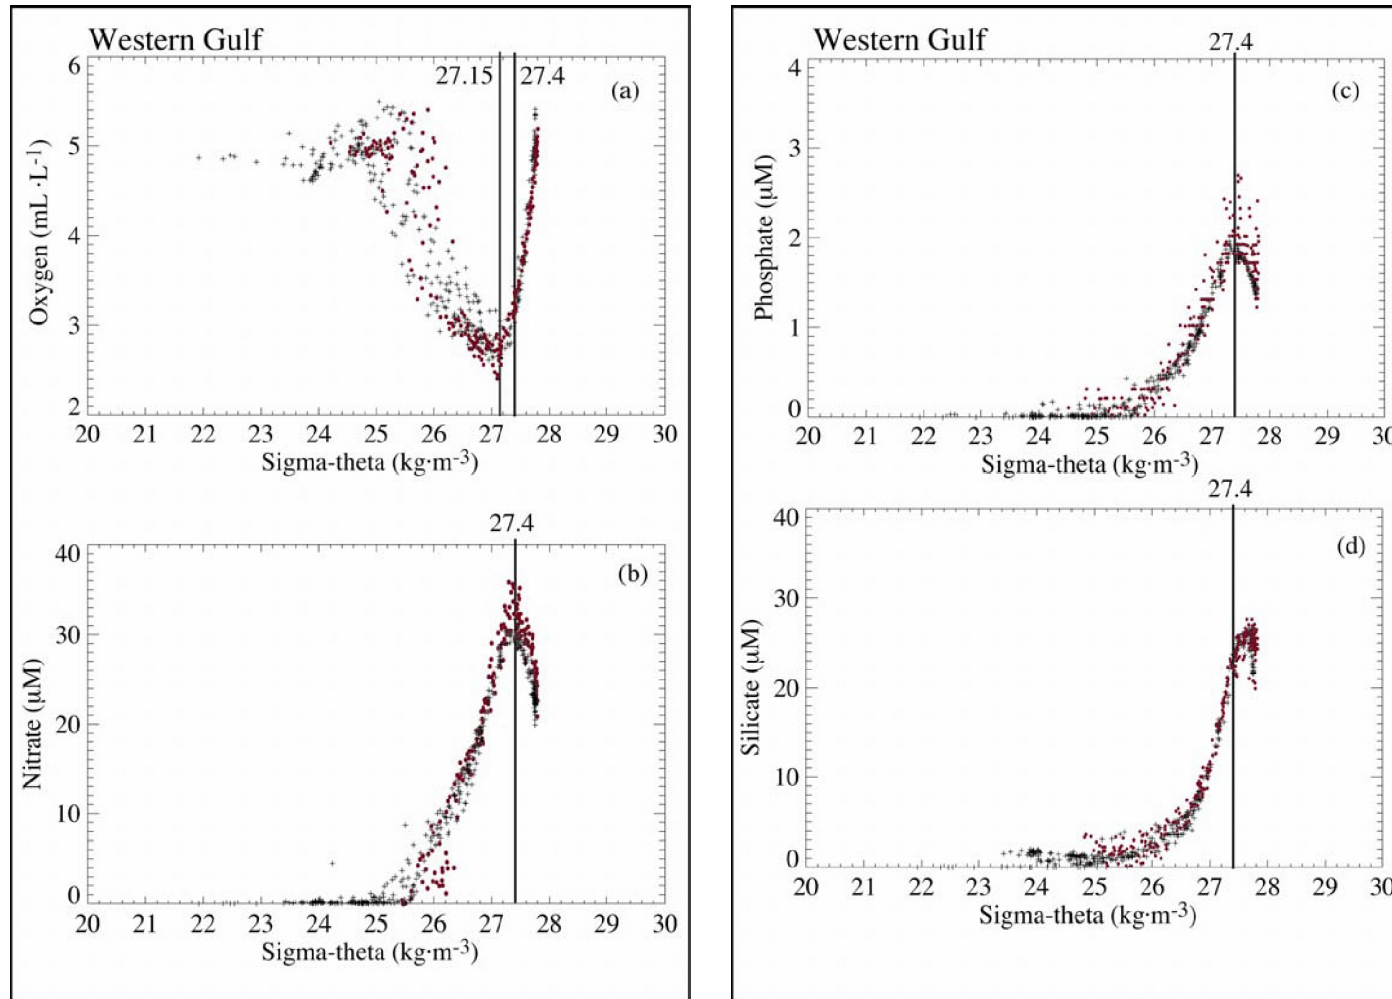 Western Gulf
6
5
4
3
2
Oxygen (mL·L-1)
27.15
27.4
(a)
20 21 22 23 24 25 26 27 28 29 30
Sigma-theta (kg·m-3)
27.4
40
30
20
10
0
Nitrate (μM)
(b)
20 21 22 23 24 25 26 27 28 29 30
Sigma-theta (kg·m-3)
Western Gulf
27.4
4
3
2
1
0
Phosphate (μM)
(c)
20 21 22 23 24 25 26 27 28 29 30
Sigma-theta (kg·m-3)
27.4
40
30
20
10
0
Silicate (μM)
(d)
20 21 22 23 24 25 26 27 28 29 30
Sigma-theta (kg·m-3)